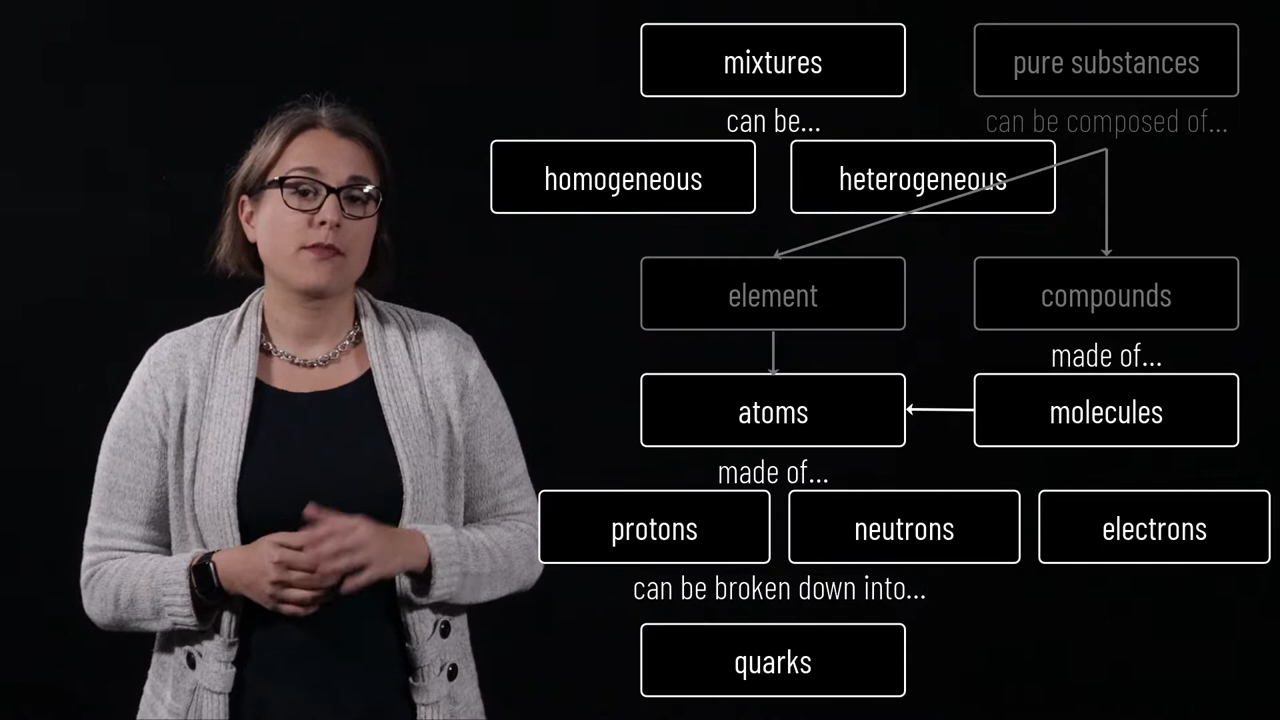 mixtures
pure substances
can be...
can be composed of...
homogeneous
heterogeneous
element
compounds
made of...
atoms
molecules
made of...
protons
neutrons
electrons
can be broken down into...
quarks